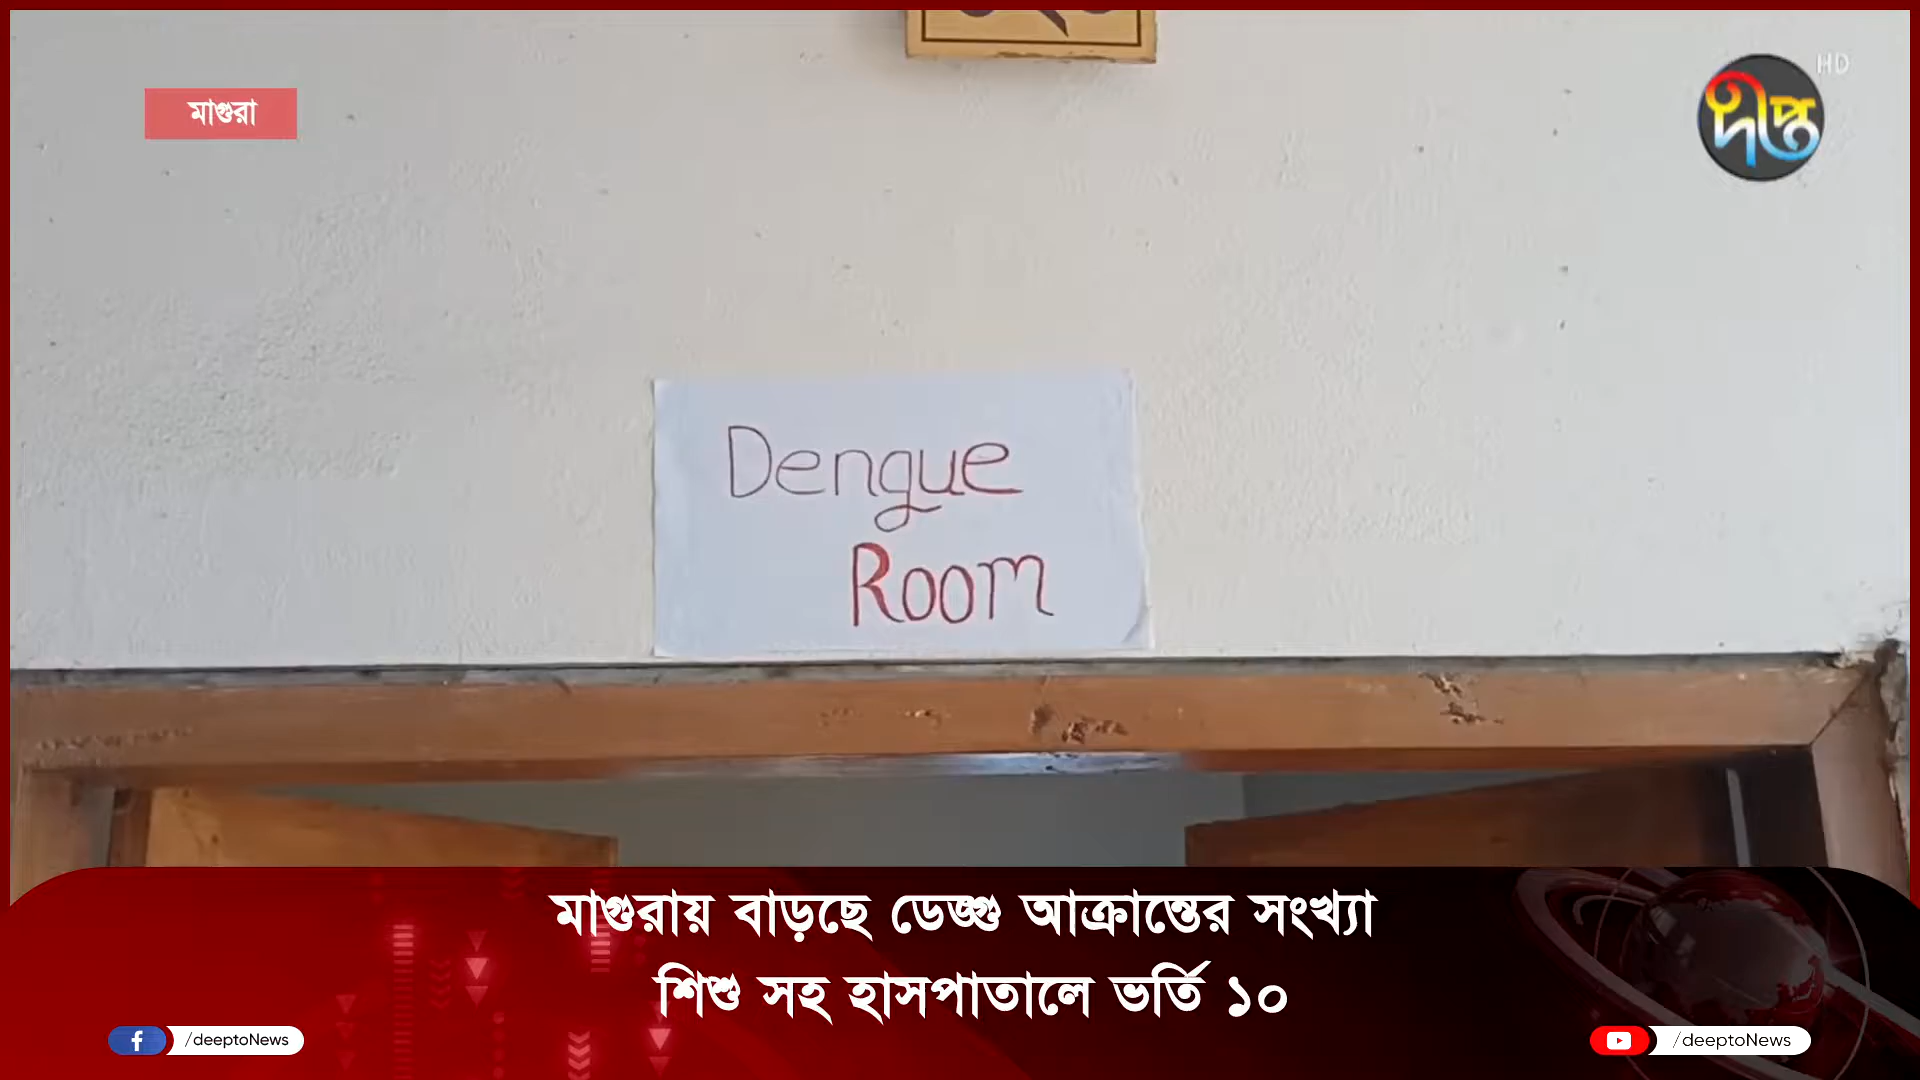 HD
মাগুরা
দীপ্ত
Dengue
Room
মাগুরায় বাড়ছে ডেঙ্গু আক্রান্তের সংখ্যা
শিশু সহ হাসপাতালে ভর্তি ১০
/deeptoNews
/deeptoNews